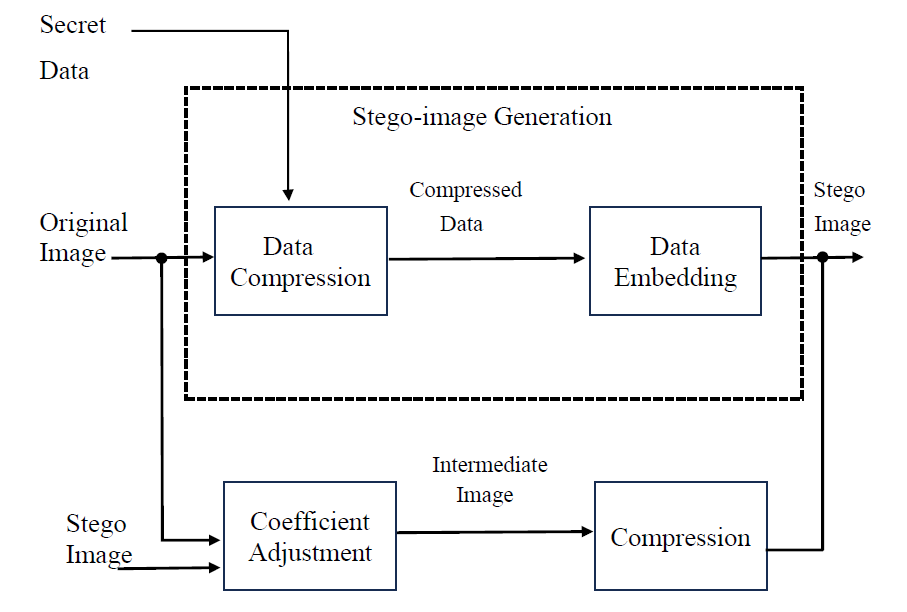 Secret
Data
Stego-image Generation
Compressed
Data
Stego
Image
Original
Image
Data
Compression
Data
Embedding
Intermediate
Image
Stego
Image
Coefficient
Adjustment
Compression